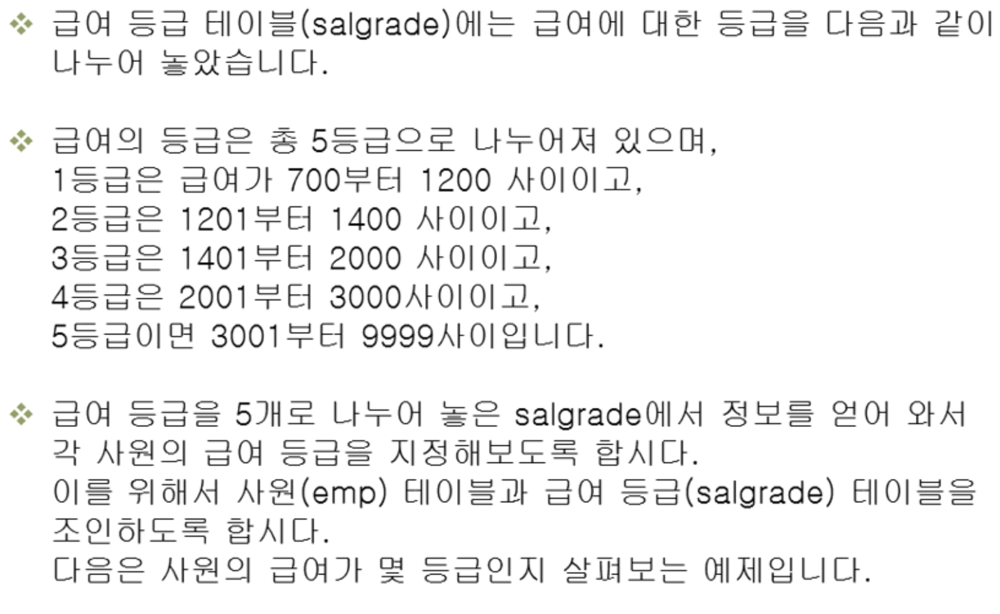 ❖ 급여 등급 테이블(salgrade)에는 급여에 대한 등급을 다음과 같이
나누어 놓았습니다.
❖ 급여의 등급은 총 5등급으로 나누어져 있으며,
1등급은 급여가 700부터 1200 사이이고,
2등급은 1201부터 1400 사이이고,
3등급은 1401부터 2000 사이이고,
4등급은 2001부터 3000사이이고,
5등급이면 3001부터 9999사이입니다.
❖ 급여 등급을 5개로 나누어 놓은 salgrade에서 정보를 얻어 와서
각 사원의 급여 등급을 지정해보도록 합시다.
이를 위해서 사원(emp) 테이블과 급여 등급(salgrade) 테이블을
조인하도록 합시다.
다음은 사원의 급여가 몇 등급인지 살펴보는 예제입니다.